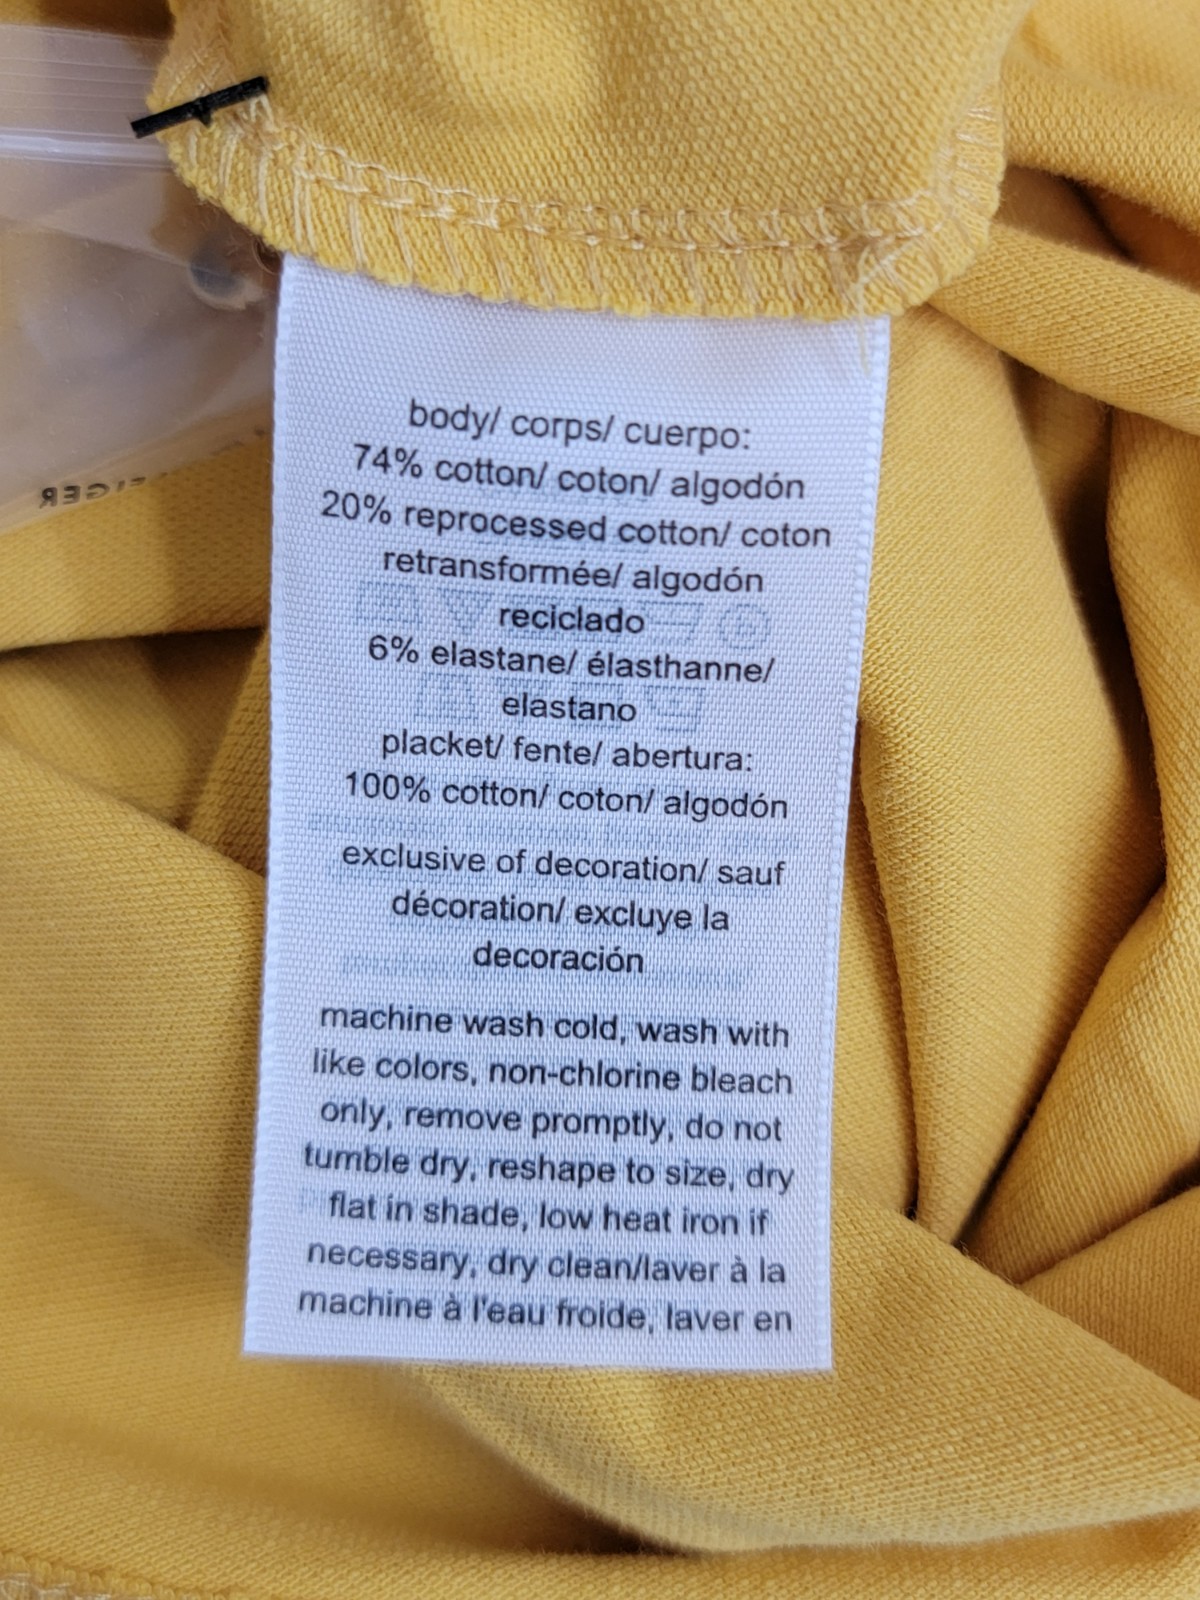 body/ corps/ cuerpo:
74% cotton/ coton/ algodón
20% reprocessed cotton/ coton
retransformée/ algodón
reciclado
6% elastane/ élasthanne/
elastano
placket/ fente/ abertura:
100% cotton/ coton/ algodón
exclusive of decoration/ sauf
décoration/ excluye la
decoración
machine wash cold, wash with
like colors, non-chlorine bleach
only, remove promptly, do not
tumble dry, reshape to size, dry
flat in shade, low heat iron if
necessary, dry clean/laver à la
machine à l'eau froide, laver en